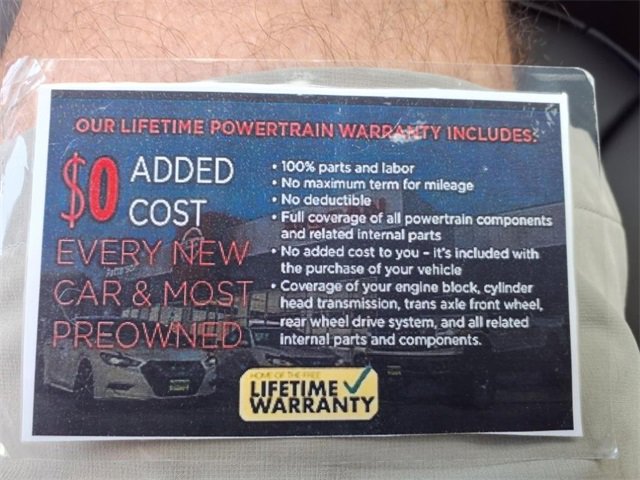 OUR LIFETIME POWERTRAIN WARRANTY INCLUDES:
$0 ADDED
COST
EVERY NEW
CAR & MOST
PREOWNED
• 100% parts and labor
• No maximum term for mileage
• No deductible
• Full coverage of all powertrain components
and related internal parts
• No added cost to you – it's included with
the purchase of your vehicle
• Coverage of your engine block, cylinder
head transmission, trans axle front wheel,
rear wheel drive system, and all related
internal parts and components.
HOME OF THE FREE
LIFETIME
WARRANTY